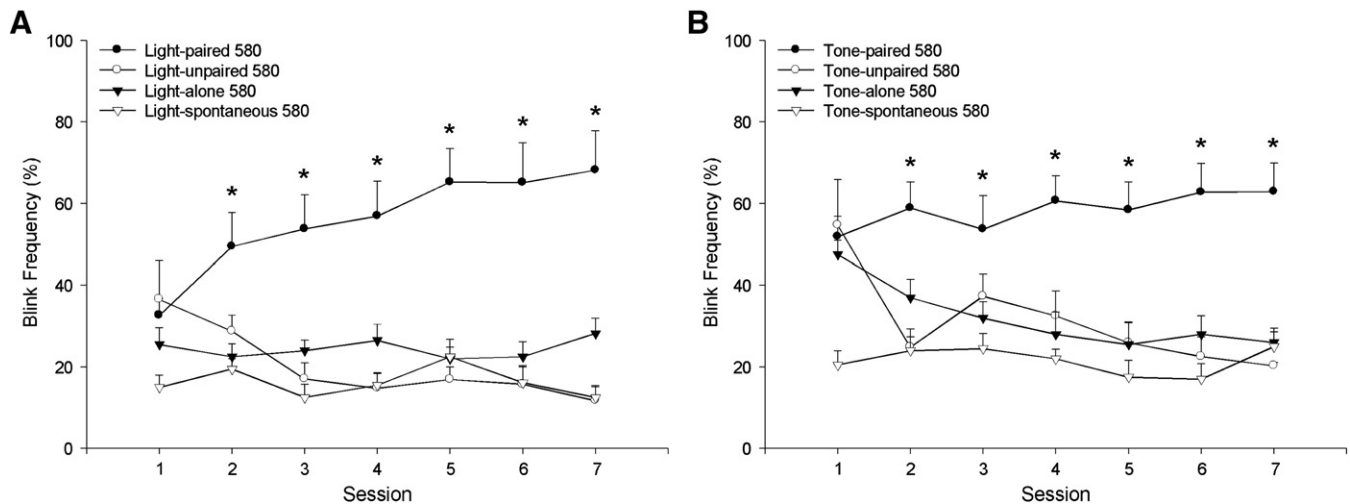 A
100
80
60
40
20
0
Blink Frequency (%)
Light-paired 580
Light-unpaired 580
Light-alone 580
Light-spontaneous 580
* * * * * *
1 2 3 4 5 6 7
Session
B
100
80
60
40
20
0
Blink Frequency (%)
Tone-paired 580
Tone-unpaired 580
Tone-alone 580
Tone-spontaneous 580
* * * * * *
1 2 3 4 5 6 7
Session